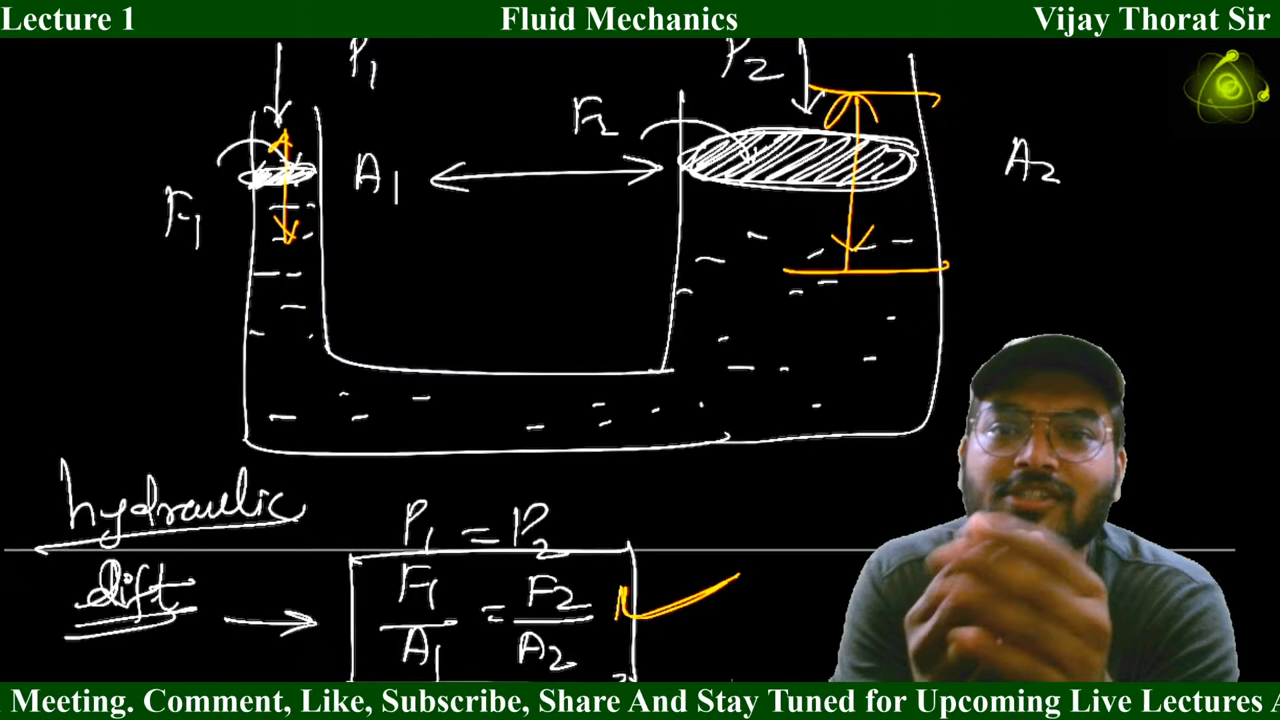 Lecture 1 Fluid Mechanics Vijay Thorat Sir
P₁ P₂
F₂
A₁ A₂
F₁
hydraulic
P₁ = P₂
lift
F₁/A₁ = F₂/A₂
Meeting. Comment, Like, Subscribe, Share And Stay Tuned for Upcoming Live Lectures